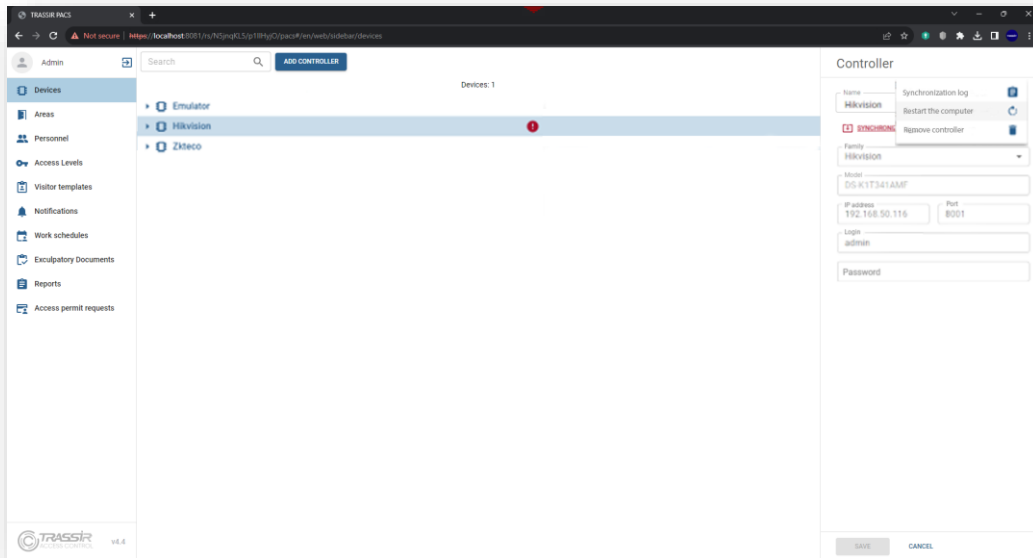 TRASSIR PACS
Not secure | https://localhost:8081/rs/NSjnqKL5/p18HyjO/pacs#/en/web/sidebar/devices
Admin
Devices
Areas
Personnel
Access Levels
Visitor templates
Notifications
Work schedules
Exculpatory Documents
Reports
Access permit requests
TRASSIR
ACCESS CONTROL
v4.4
Search
ADD CONTROLLER
Devices: 1
Emulator
Hikvision
Zkteco
Controller
Name
Hikvision
Synchronization log
Restart the computer
Remove controller
SYNCHRONIZ
Family
Hikvision
Model
DS-K1T341AMF
IP address
192.168.50.116
Port
8001
Login
admin
Password
SAVE
CANCEL